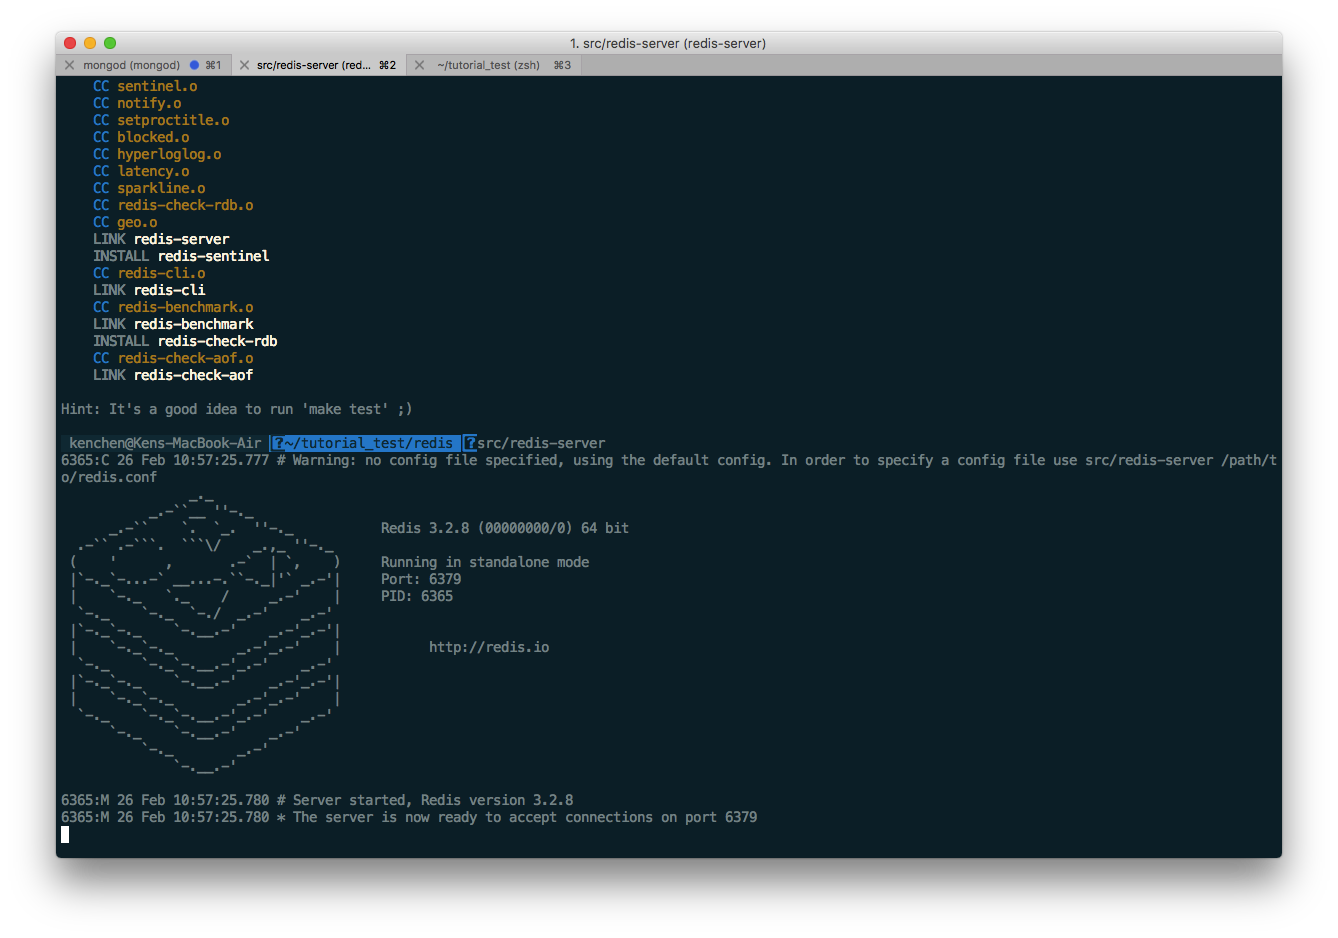 1. src/redis-server (redis-server)
mongod (mongod) ⌘1 src/redis-server (red... ⌘2 ~/tutorial_test (zsh) ⌘3
CC sentinel.o
CC notify.o
CC setproctitle.o
CC blocked.o
CC hyperloglog.o
CC latency.o
CC sparkline.o
CC redis-check-rdb.o
CC geo.o
LINK redis-server
INSTALL redis-sentinel
CC redis-cli.o
LINK redis-cli
CC redis-benchmark.o
LINK redis-benchmark
INSTALL redis-check-rdb
CC redis-check-aof.o
LINK redis-check-aof
Hint: It's a good idea to run 'make test' ;)
kenchen@Kens-MacBook-Air ?~/tutorial_test/redis ?src/redis-server
6365:C 26 Feb 10:57:25.777 # Warning: no config file specified, using the default config. In order to specify a config file use src/redis-server /path/t
o/redis.conf
Redis 3.2.8 (00000000/0) 64 bit
Running in standalone mode
Port: 6379
PID: 6365
http://redis.io
6365:M 26 Feb 10:57:25.780 # Server started, Redis version 3.2.8
6365:M 26 Feb 10:57:25.780 * The server is now ready to accept connections on port 6379